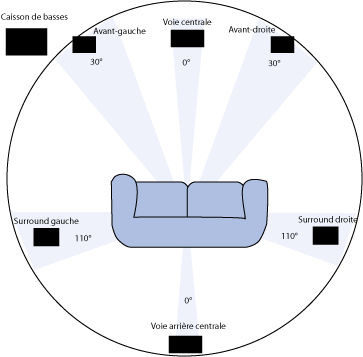 Caisson de basses
Avant-gauche
Voie centrale
Avant-droite
30°
0°
30°
Surround gauche
Surround droite
110°
110°
0°
Voie arrière centrale